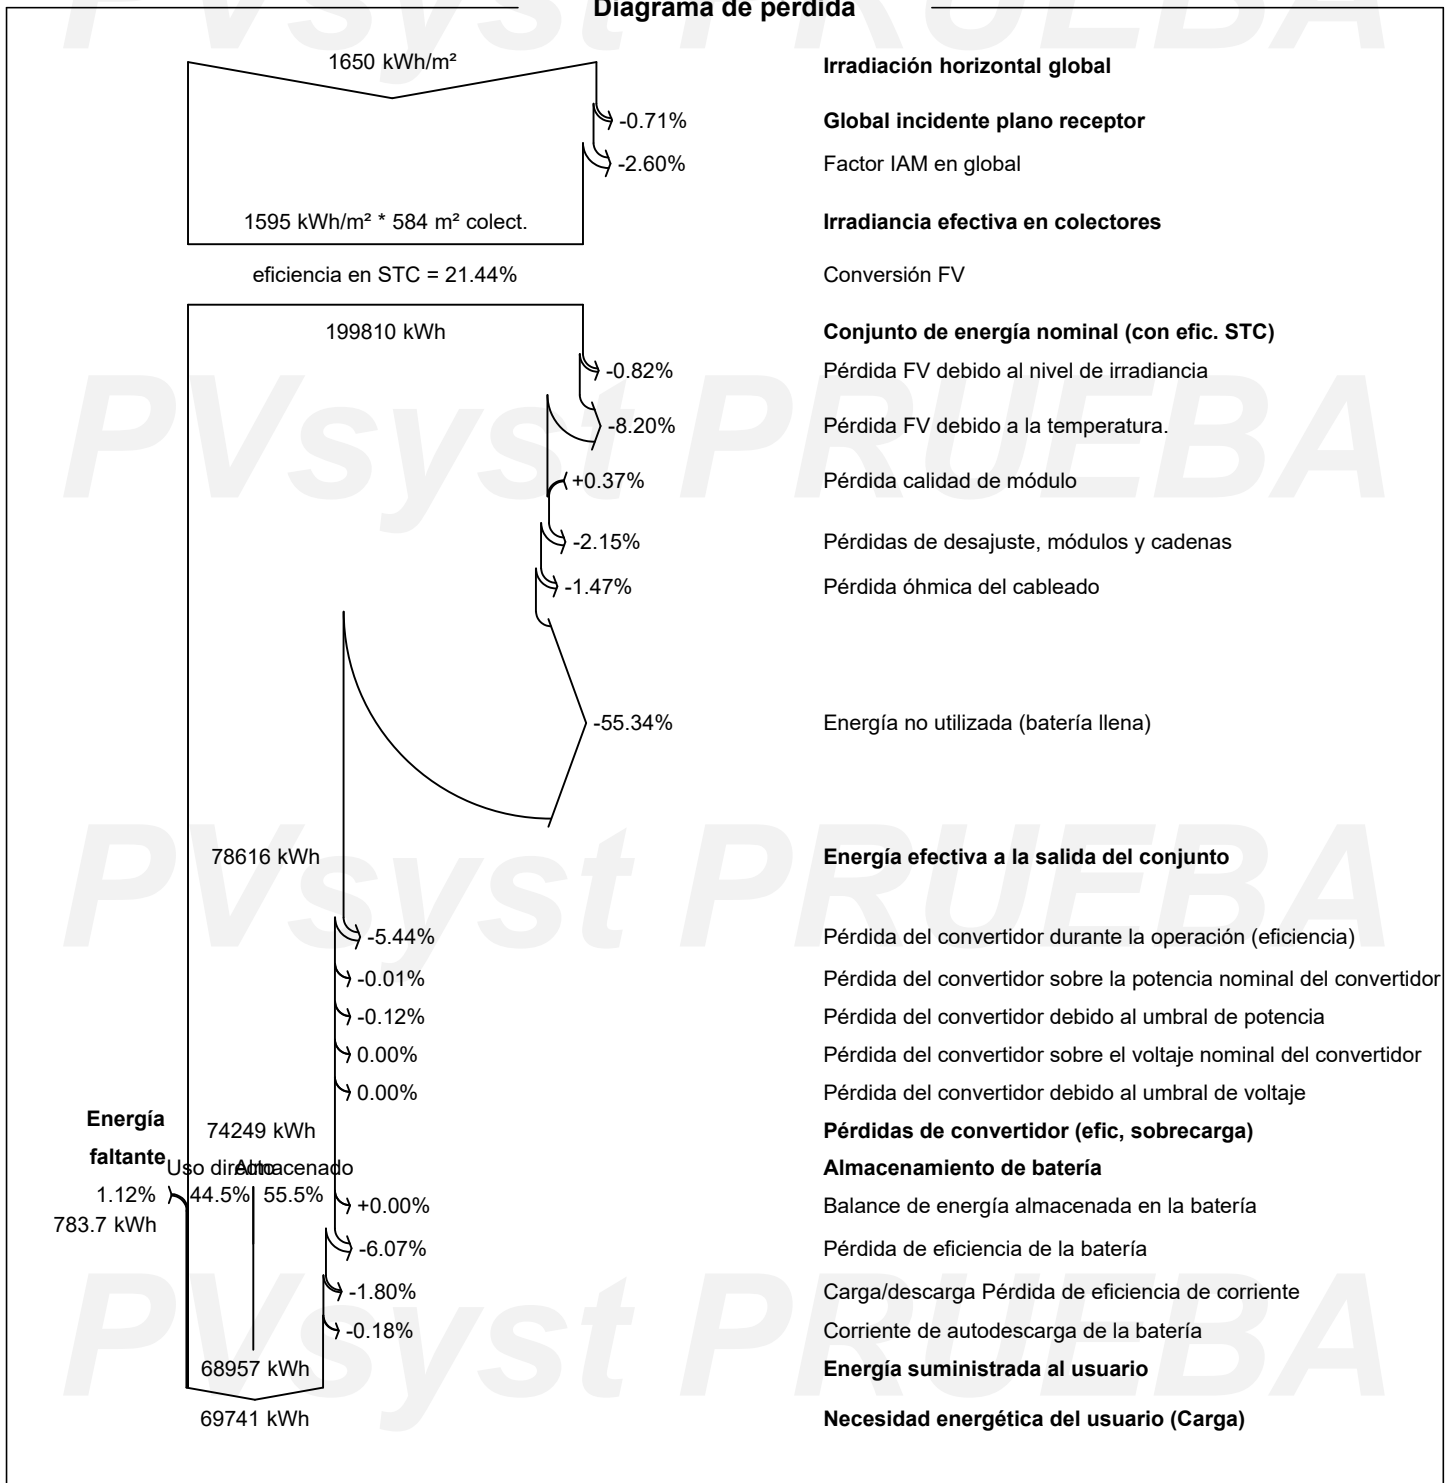 Diagrama de pérdida
PVsyst PRUEBA
1650 kWh/m² Irradiación horizontal global
-0.71% Global incidente plano receptor
-2.60% Factor IAM en global
1595 kWh/m² * 584 m² colect. Irradiancia efectiva en colectores
eficiencia en STC = 21.44% Conversión FV
199810 kWh Conjunto de energía nominal (con efic. STC)
-0.82% Pérdida FV debido al nivel de irradiancia
-8.20% Pérdida FV debido a la temperatura.
PVsyst PRUEBA
+0.37% Pérdida calidad de módulo
-2.15% Pérdidas de desajuste, módulos y cadenas
-1.47% Pérdida óhmica del cableado
-55.34% Energía no utilizada (batería llena)
78616 kWh Energía efectiva a la salida del conjunto
PVsyst PRUEBA
-5.44% Pérdida del convertidor durante la operación (eficiencia)
-0.01% Pérdida del convertidor sobre la potencia nominal del convertidor
-0.12% Pérdida del convertidor debido al umbral de potencia
0.00% Pérdida del convertidor sobre el voltaje nominal del convertidor
0.00% Pérdida del convertidor debido al umbral de voltaje
Energía
74249 kWh Pérdidas de convertidor (efic, sobrecarga)
faltante
Uso directo Almacenado Almacenamiento de batería
1.12% 44.5% 55.5% +0.00% Balance de energía almacenada en la batería
783.7 kWh
-6.07% Pérdida de eficiencia de la batería
-1.80% Carga/descarga Pérdida de eficiencia de corriente
PVsyst PRUEBA
-0.18% Corriente de autodescarga de la batería
68957 kWh Energía suministrada al usuario
69741 kWh Necesidad energética del usuario (Carga)